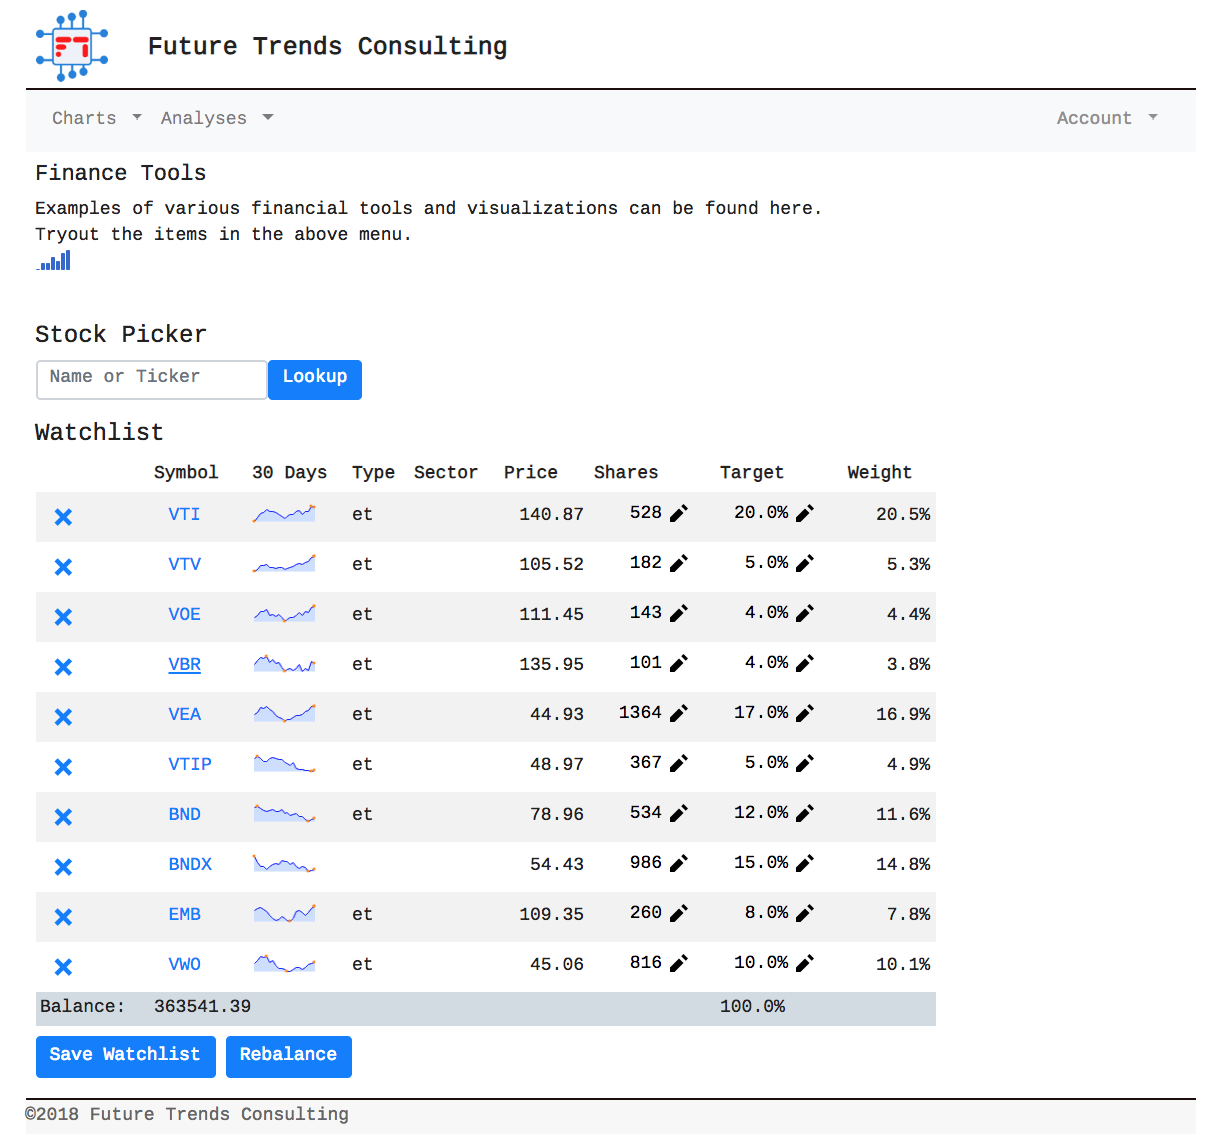 FT
Future Trends Consulting
Charts Analyses Account
Finance Tools
Examples of various financial tools and visualizations can be found here.
Tryout the items in the above menu.
Stock Picker
Name or Ticker Lookup
Watchlist
Symbol 30 Days Type Sector Price Shares Target Weight
VTI et 140.87 528 20.0% 20.5%
VTV et 105.52 182 5.0% 5.3%
VOE et 111.45 143 4.0% 4.4%
VBR et 135.95 101 4.0% 3.8%
VEA et 44.93 1364 17.0% 16.9%
VTIP et 48.97 367 5.0% 4.9%
BND et 78.96 534 12.0% 11.6%
BNDX 54.43 986 15.0% 14.8%
EMB et 109.35 260 8.0% 7.8%
VWO et 45.06 816 10.0% 10.1%
Balance: 363541.39 100.0%
Save Watchlist Rebalance
©2018 Future Trends Consulting